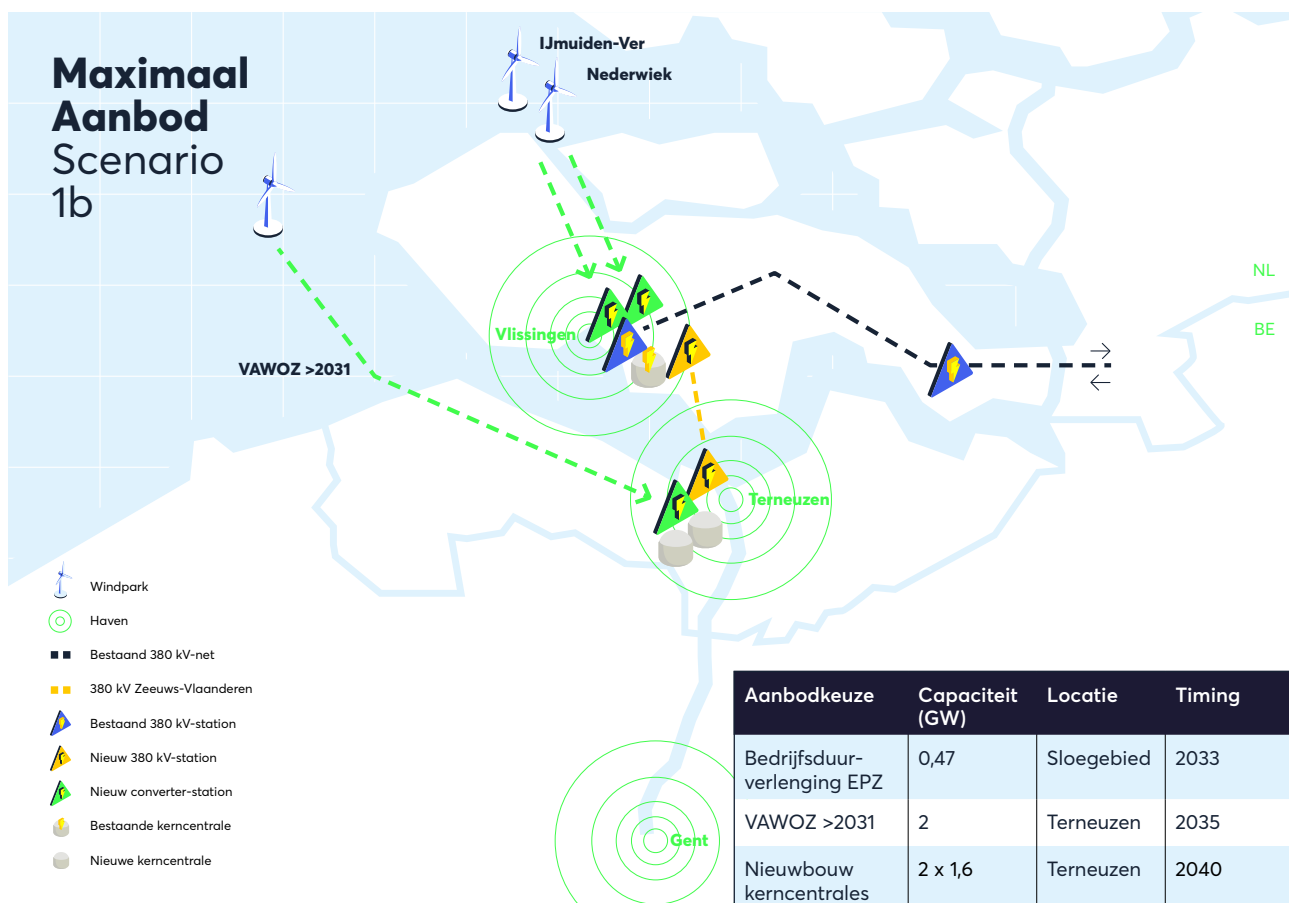 Maximaal
Aanbod
Scenario
1b
IJmuiden-Ver
Nederwiek
NL
BE
Vlissingen
VAWOZ >2031
Terneuzen
Windpark
Haven
Bestaand 380 kV-net
380 kV Zeeuws-Vlaanderen
Bestaand 380 kV-station
Nieuw 380 kV-station
Nieuw converter-station
Bestaande kerncentrale
Nieuwe kerncentrale
Gent
Aanbodkeuze Capaciteit Locatie Timing
(GW)
Bedrijfsduur- 0,47 Sloegebied 2033
verlenging EPZ
VAWOZ >2031 2 Terneuzen 2035
Nieuwbouw 2 x 1,6 Terneuzen 2040
kerncentrales